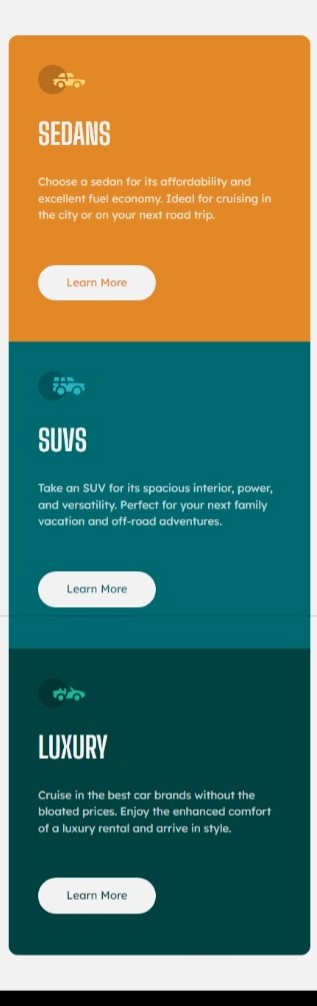 SEDANS
Choose a sedan for its affordability and
excellent fuel economy. Ideal for cruising in
the city or on your next road trip.
Learn More
SUVS
Take an SUV for its spacious interior, power,
and versatility. Perfect for your next family
vacation and off-road adventures.
Learn More
LUXURY
Cruise in the best car brands without the
bloated prices. Enjoy the enhanced comfort
of a luxury rental and arrive in style.
Learn More